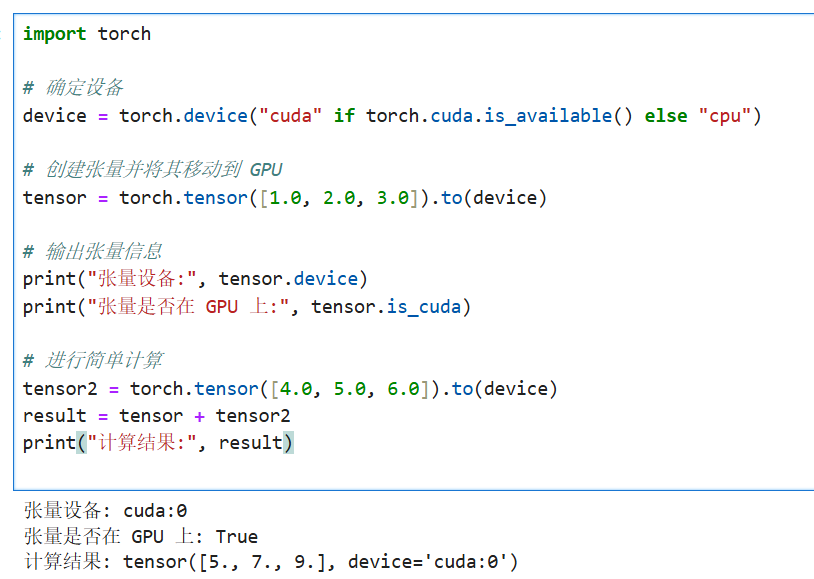 import torch
# 确定设备
device = torch.device("cuda" if torch.cuda.is_available() else "cpu")
# 创建张量并将其移动到 GPU
tensor = torch.tensor([1.0, 2.0, 3.0]).to(device)
# 输出张量信息
print("张量设备:", tensor.device)
print("张量是否在 GPU 上:", tensor.is_cuda)
# 进行简单计算
tensor2 = torch.tensor([4.0, 5.0, 6.0]).to(device)
result = tensor + tensor2
print("计算结果:", result)
张量设备: cuda:0
张量是否在 GPU 上: True
计算结果: tensor([5., 7., 9.], device='cuda:0')